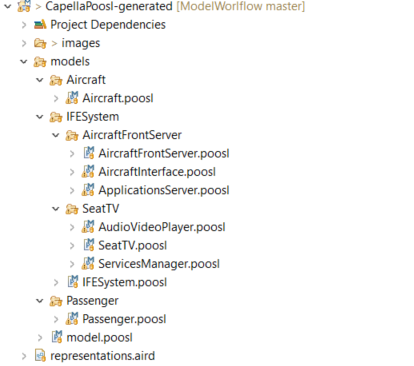 > CapellaPoosl-generated [ModelWorlflow master]
Project Dependencies
> images
models
Aircraft
Aircraft.poosl
IFESystem
AircraftFrontServer
AircraftFrontServer.poosl
AircraftInterface.poosl
ApplicationsServer.poosl
SeatTV
AudioVideoPlayer.poosl
SeatTV.poosl
ServicesManager.poosl
IFESystem.poosl
Passenger
Passenger.poosl
model.poosl
representations.aird